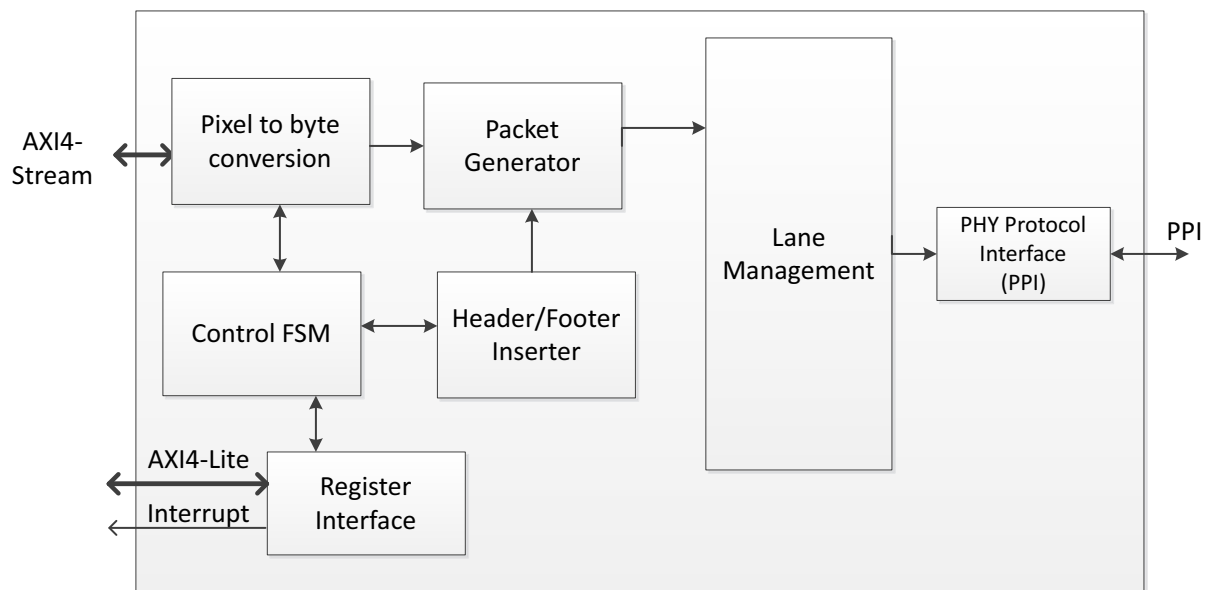 AXI4-
Stream
Pixel to byte
conversion
Packet
Generator
Lane
Management
PHY Protocol
Interface
(PPI)
PPI
Control FSM
Header/Footer
Inserter
AXI4-Lite
Interrupt
Register
Interface